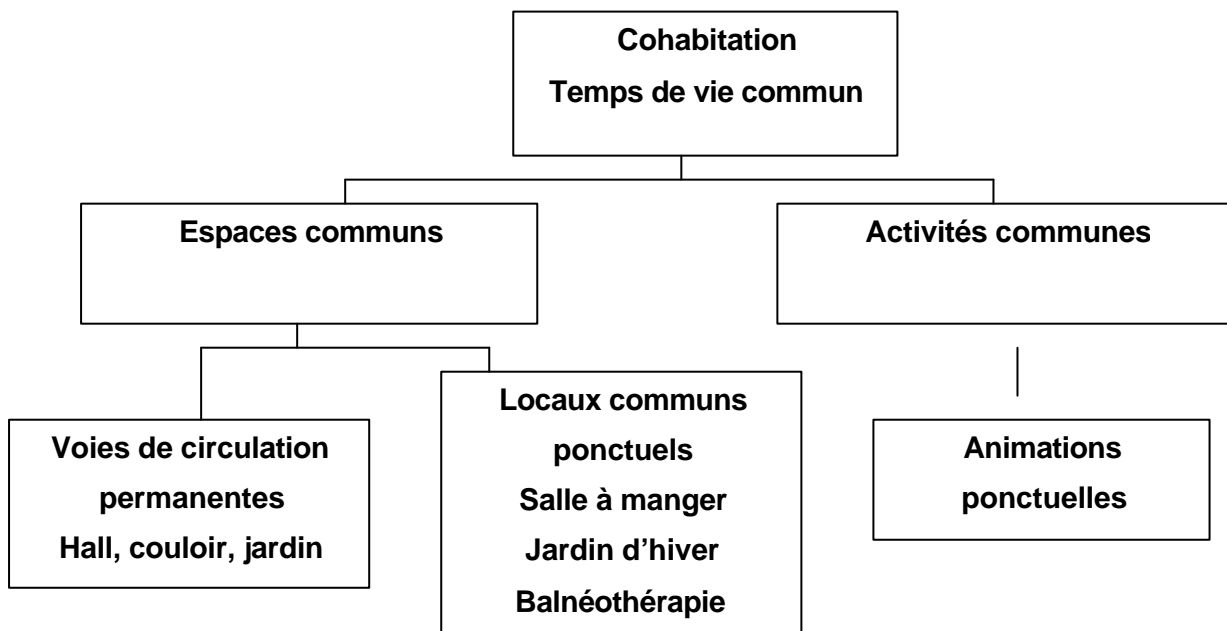 Cohabitation
Temps de vie commun
Espaces communs
Activités communes
Voies de circulation
permanentes
Hall, couloir, jardin
Locaux communs
ponctuels
Salle à manger
Jardin d’hiver
Balnéothérapie
Animations
ponctuelles